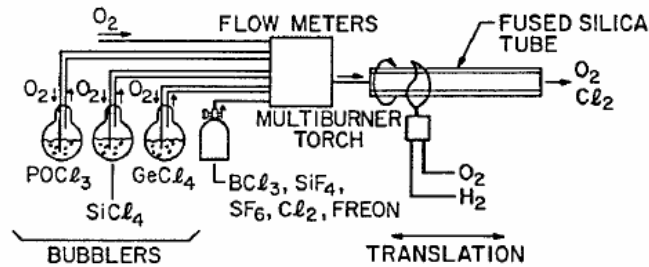 O₂
FLOW METERS
FUSED SILICA
TUBE
O₂ O₂ O₂
O₂
Cℓ₂
MULTIBURNER
TORCH
POCℓ₃
GeCℓ₄
SiCℓ₄
BCℓ₃, SiF₄,
SF₆, Cℓ₂, FREON
O₂
H₂
BUBBLERS
TRANSLATION